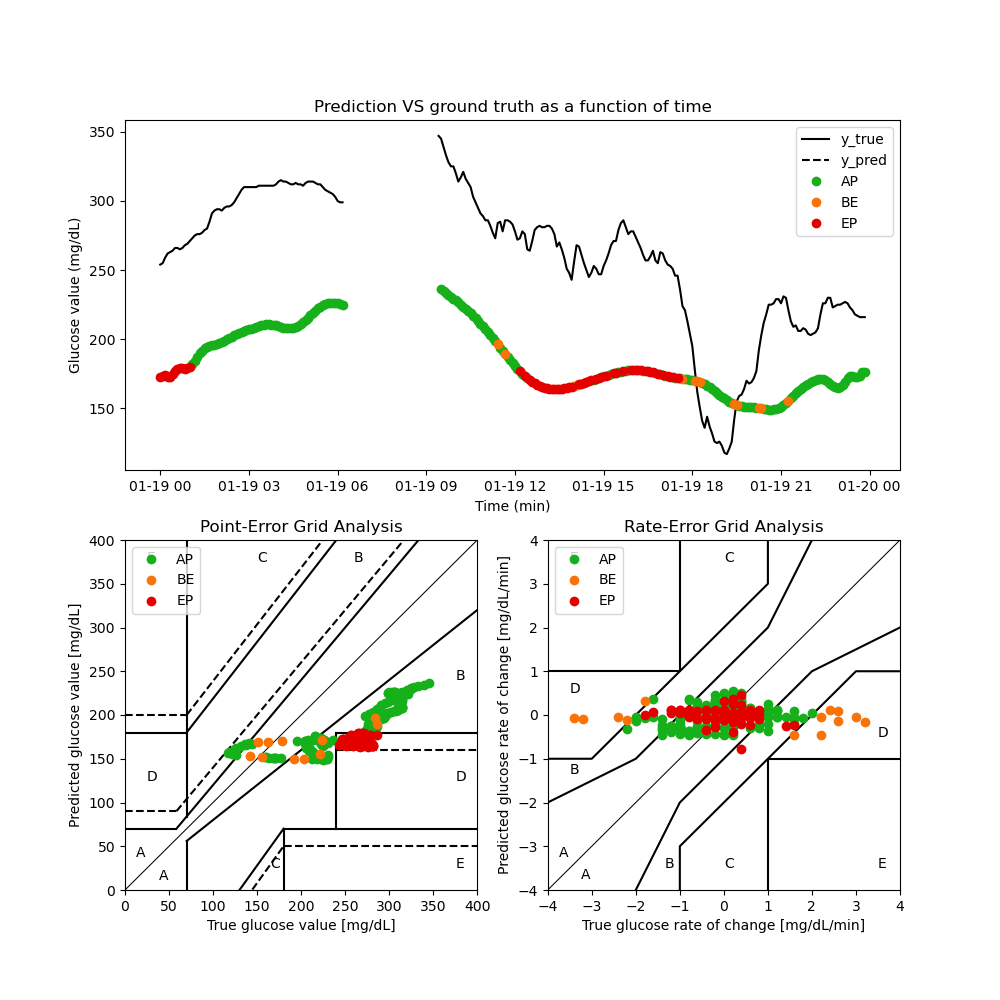 Prediction VS ground truth as a function of time
Glucose value (mg/dL)
350
300
250
200
150
y_true
y_pred
AP
BE
EP
01-19 00 01-19 03 01-19 06 01-19 09 01-19 12 01-19 15 01-19 18 01-19 21 01-20 00
Time (min)
Point-Error Grid Analysis
Predicted glucose value [mg/dL]
400
350
300
250
200
150
100
50
0
AP
BE
EP
C
B
B
D
D
A
A
C
E
0 50 100 150 200 250 300 350 400
True glucose value [mg/dL]
Rate-Error Grid Analysis
Predicted glucose rate of change [mg/dL/min]
4
3
2
1
0
−1
−2
−3
−4
AP
BE
EP
C
D
D
B
A
A
B
C
E
−4 −3 −2 −1 0 1 2 3 4
True glucose rate of change [mg/dL/min]